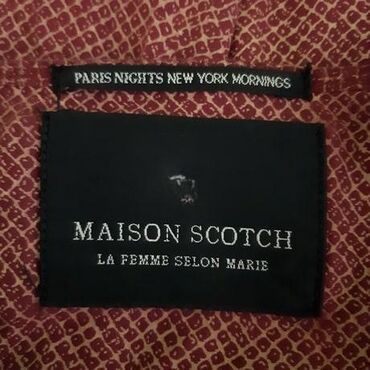 PARIS NIGHTS NEW YORK MORNINGS
MAISON SCOTCH
LA FEMME SELON MARIE